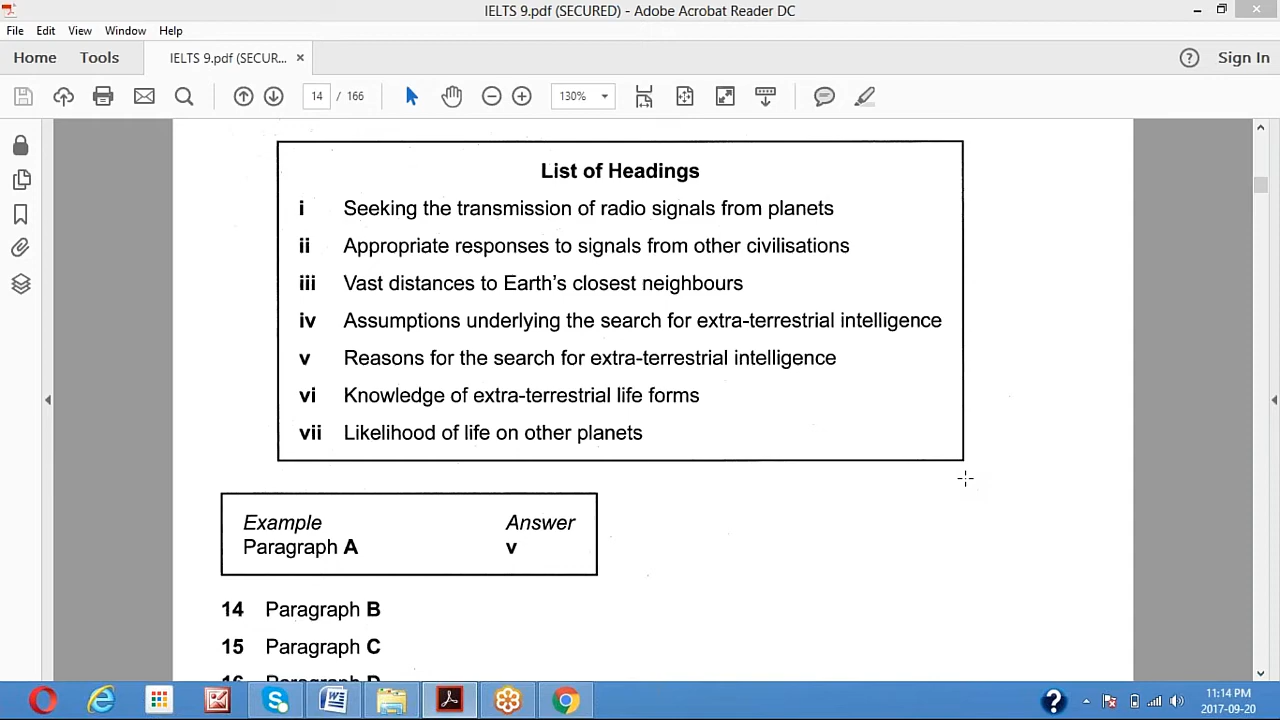 IELTS 9.pdf (SECURED) - Adobe Acrobat Reader DC
File Edit View Window Help
Home Tools IELTS 9.pdf (SECUR... ×
Sign In
14 / 166
130%
List of Headings
i Seeking the transmission of radio signals from planets
ii Appropriate responses to signals from other civilisations
iii Vast distances to Earth's closest neighbours
iv Assumptions underlying the search for extra-terrestrial intelligence
v Reasons for the search for extra-terrestrial intelligence
vi Knowledge of extra-terrestrial life forms
vii Likelihood of life on other planets
Example Answer
Paragraph A v
14 Paragraph B
15 Paragraph C
16 Paragraph D
11:14 PM
2017-09-20